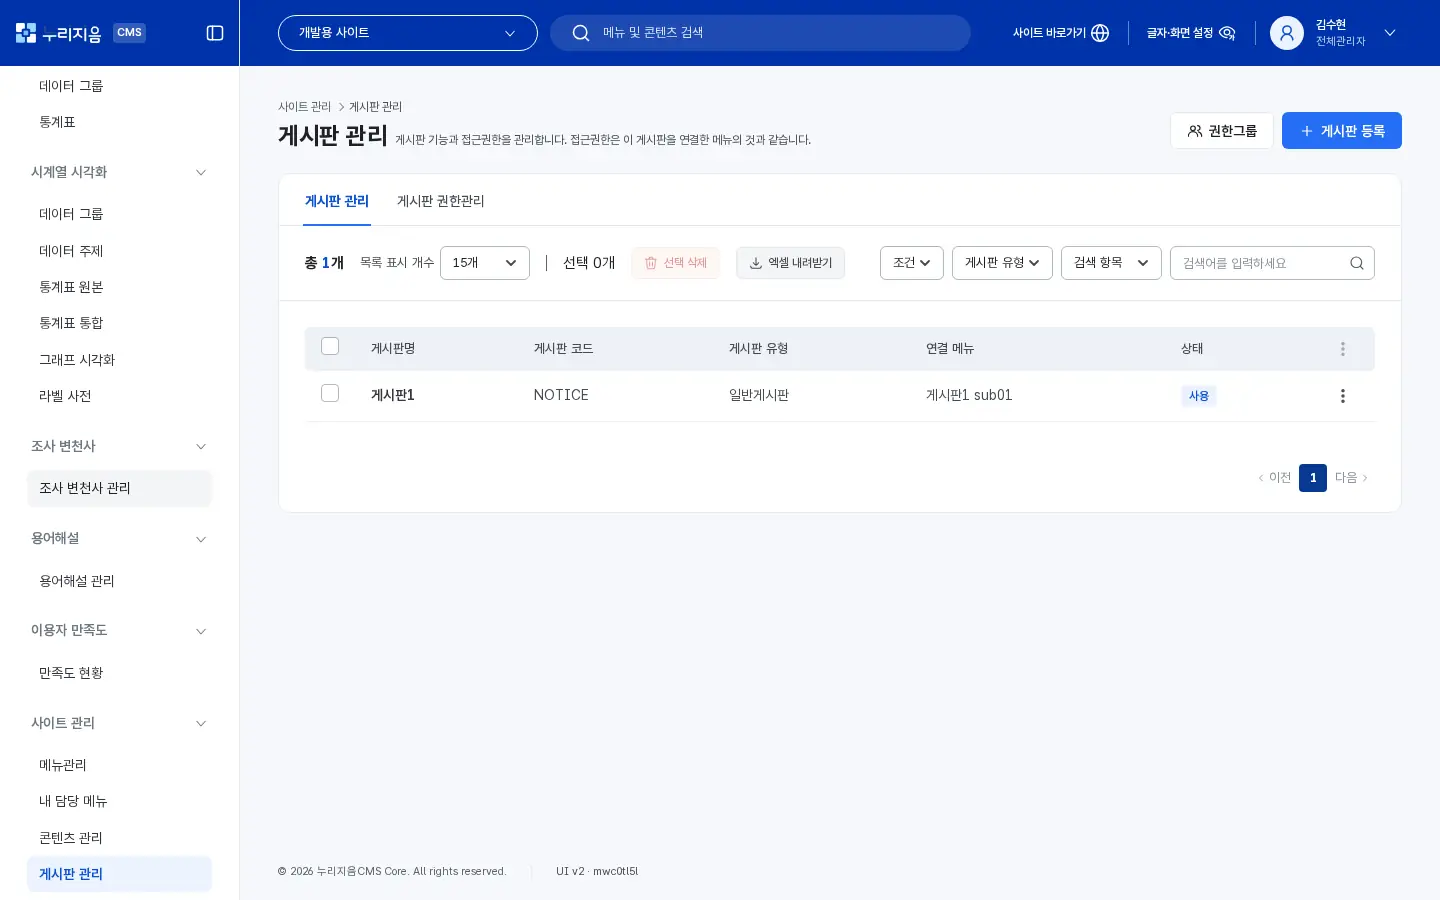 누리지음 CMS
개발용 사이트
메뉴 및 콘텐츠 검색
사이트 바로가기
글자·화면 설정
김수현
전체관리자
데이터 그룹
통계표
시계열 시각화
데이터 그룹
데이터 주제
통계표 원본
통계표 통합
그래프 시각화
라벨 사전
조사 변천사
조사 변천사 관리
용어해설
용어해설 관리
이용자 만족도
만족도 현황
사이트 관리
메뉴관리
내 담당 메뉴
콘텐츠 관리
게시판 관리
사이트 관리 > 게시판 관리
게시판 관리 게시판 기능과 접근권한을 관리합니다. 접근권한은 이 게시판을 연결한 메뉴의 것과 같습니다.
권한그룹
+ 게시판 등록
게시판 관리 게시판 권한관리
총 1개 목록 표시 개수 15개 선택 0개 선택 삭제 엑셀 내려받기 조건 게시판 유형 검색 항목 검색어를 입력하세요
게시판명 게시판 코드 게시판 유형 연결 메뉴 상태
게시판1 NOTICE 일반게시판 게시판1 sub01 사용
‹ 이전 1 다음 ›
© 2026 누리지음CMS Core. All rights reserved. UI v2 · mwc0tl5l